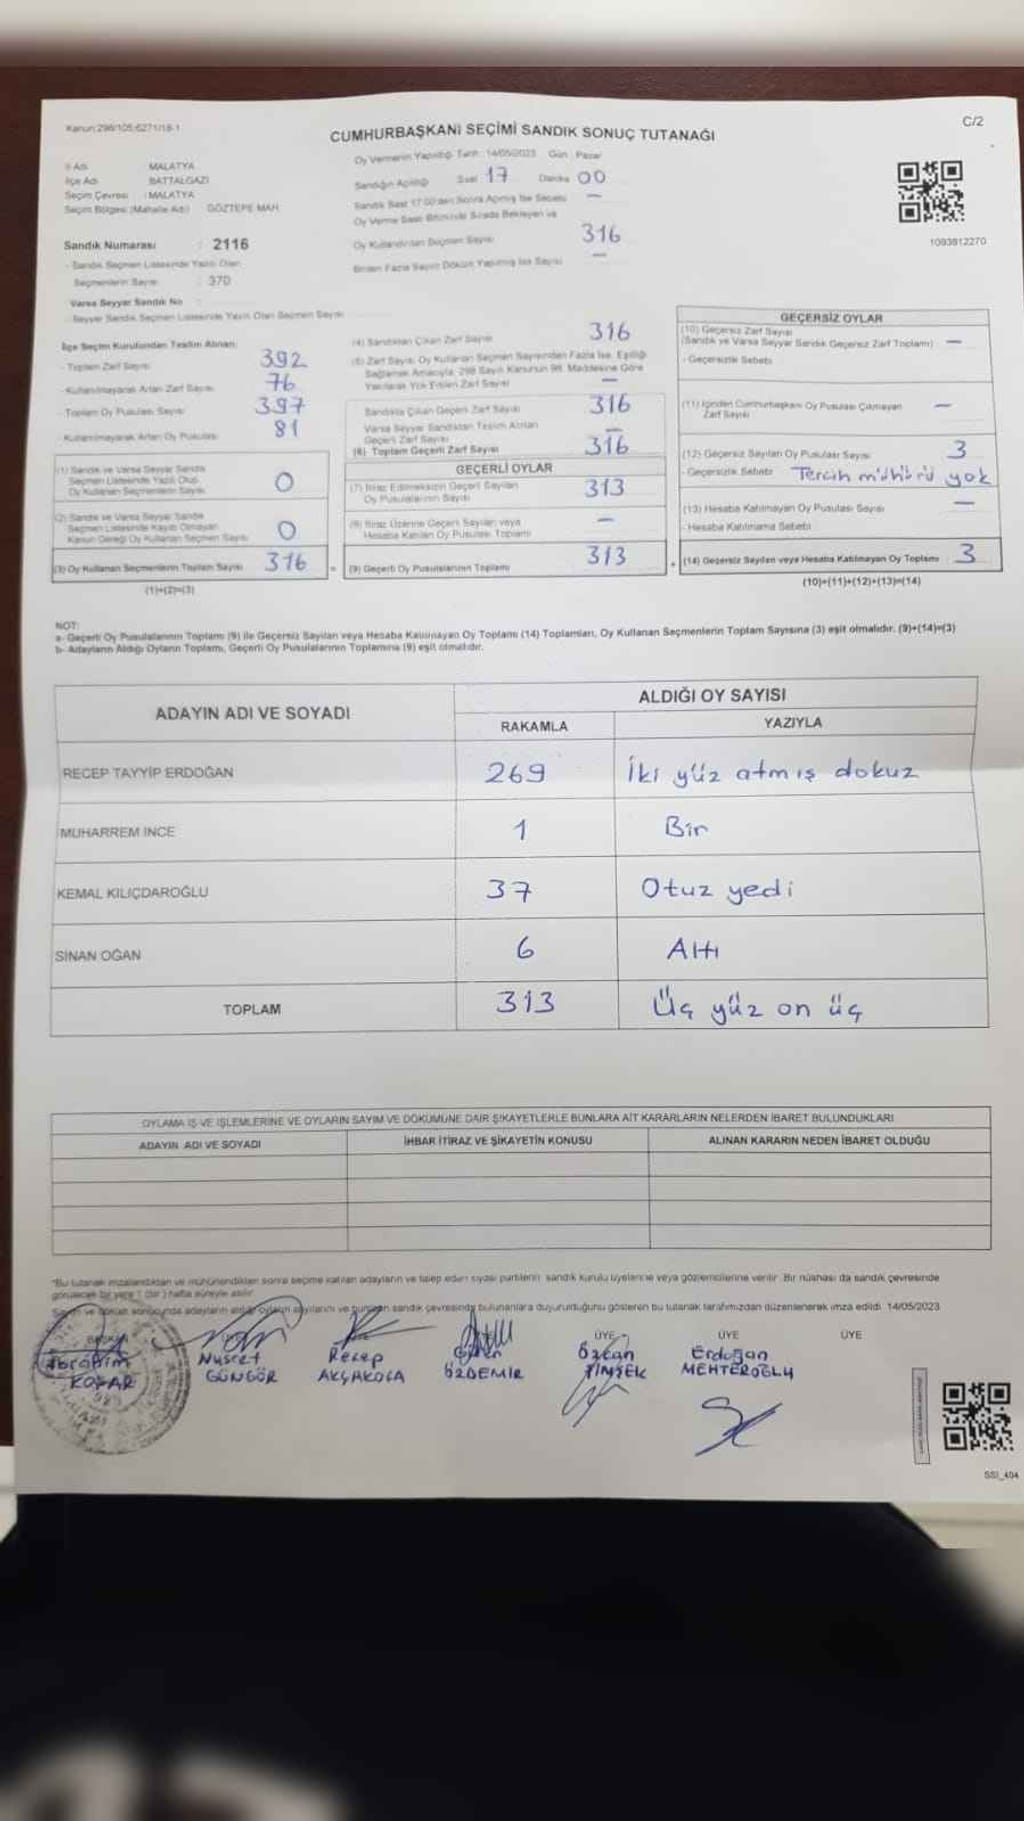 Kanun:298/105;6271/18-1
C/2
CUMHURBAŞKANI SEÇİMİ SANDIK SONUÇ TUTANAĞI
İl Adı : MALATYA
İlçe Adı : BATTALGAZİ
Seçim Çevresi : MALATYA
Seçim Bölgesi (Mahalle Adı) : GÖZTEPE MAH.
Sandık Numarası : 2116
- Sandık Seçmen Listesinde Yazılı Olan
Seçmenlerin Sayısı : 370
Varsa Seyyar Sandık No :
- Seyyar Sandık Seçmen Listesinde Yazılı Olan Seçmen Sayısı
Oy Vermenin Yapıldığı Tarih : 14/05/2023 Gün : Pazar
Sandığın Açıldığı Saat 17 Dakika 00
Sandık Saat 17:00'den Sonra Açılmış İse Sebebi —
Oy Verme Saati Bitiminde Sırada Bekleyen ve
Oy Kullandırılan Seçmen Sayısı 316
Birden Fazla Sayım Döküm Yapılmış İse Sayısı —
1093812270
İlçe Seçim Kurulundan Teslim Alınan:
- Toplam Zarf Sayısı 392
- Kullanılmayarak Artan Zarf Sayısı 76
- Toplam Oy Pusulası Sayısı 397
- Kullanılmayarak Artan Oy Pusulası 81
(1) Sandık ve Varsa Seyyar Sandık
Seçmen Listesinde Yazılı Olup
Oy Kullanan Seçmenlerin Sayısı 0
(2) Sandık ve Varsa Seyyar Sandık
Seçmen Listesinde Kayıtlı Olmayan
Kanun Gereği Oy Kullanan Seçmen Sayısı 0
(3) Oy Kullanan Seçmenlerin Toplam Sayısı 316
(1)+(2)=(3)
(4) Sandıktan Çıkan Zarf Sayısı 316
(5) Zarf Sayısı, Oy Kullanan Seçmen Sayısından Fazla İse, Eşitliği
Sağlamak Amacıyla, 298 Sayılı Kanunun 98. Maddesine Göre
Yakılarak Yok Edilen Zarf Sayısı —
Sandıkta Çıkan Geçerli Zarf Sayısı 316
Varsa Seyyar Sandıktan Teslim Alınan
Geçerli Zarf Sayısı —
(6) Toplam Geçerli Zarf Sayısı 316
GEÇERLİ OYLAR
(7) İtiraz Edilmeksizin Geçerli Sayılan
Oy Pusulalarının Sayısı 313
(8) İtiraz Üzerine Geçerli Sayılan veya
Hesaba Katılan Oy Pusulası Toplamı —
(9) Geçerli Oy Pusulalarının Toplamı 313
GEÇERSİZ OYLAR
(10) Geçersiz Zarf Sayısı
(Sandık ve Varsa Seyyar Sandık Geçersiz Zarf Toplamı) —
- Geçersizlik Sebebi
(11) İçinden Cumhurbaşkanı Oy Pusulası Çıkmayan
Zarf Sayısı —
(12) Geçersiz Sayılan Oy Pusulası Sayısı 3
- Geçersizlik Sebebi Tercih mühürü yok
(13) Hesaba Katılmayan Oy Pusulası Sayısı —
- Hesaba Katılmama Sebebi
(14) Geçersiz Sayılan veya Hesaba Katılmayan Oy Toplamı 3
(10)+(11)+(12)+(13)=(14)
NOT:
a- Geçerli Oy Pusulalarının Toplamı (9) ile Geçersiz Sayılan veya Hesaba Katılmayan Oy Toplamı (14) Toplamları, Oy Kullanan Seçmenlerin Toplam Sayısına (3) eşit olmalıdır. (9)+(14)=(3)
b- Adayların Aldığı Oyların Toplamı, Geçerli Oy Pusulalarının Toplamına (9) eşit olmalıdır.
ADAYIN ADI VE SOYADI
ALDIĞI OY SAYISI
RAKAMLA YAZIYLA
RECEP TAYYİP ERDOĞAN 269 İki yüz atmış dokuz
MUHARREM İNCE 1 Bir
KEMAL KILIÇDAROĞLU 37 Otuz yedi
SİNAN OĞAN 6 Altı
TOPLAM 313 Üç yüz on üç
OYLAMA İŞ VE İŞLEMLERİNE VE OYLARIN SAYIM VE DÖKÜMÜNE DAİR ŞİKAYETLERLE BUNLARA AİT KARARLARIN NELERDEN İBARET BULUNDUKLARI
ADAYIN ADI VE SOYADI İHBAR İTİRAZ VE ŞİKAYETİN KONUSU ALINAN KARARIN NEDEN İBARET OLDUĞU
*Bu tutanak imzalandıktan ve mühürlendikten sonra seçime katılan adayların ve talep eden siyasi partilerin sandık kurulu üyelerine veya gözlemcilerine verilir. Bir nüshası da sandık çevresinde
görülecek bir yere 1 (bir) hafta süreyle asılır.
Sayım ve döküm sonucunda adayların aldığı oyların sayılarını ve bunların sandık çevresinde bulunanlara duyurulduğunu gösteren bu tutanak tarafımızdan düzenlenerek imza edildi. 14/05/2023
BAŞKAN ÜYE ÜYE ÜYE
İbrahim Nusret Recep Özcan Erdoğan
KOPAR GÜNGÖR AKÇAKOCA ÖZDEMİR ŞİMŞEK MEHTEROĞLU
SSI_404